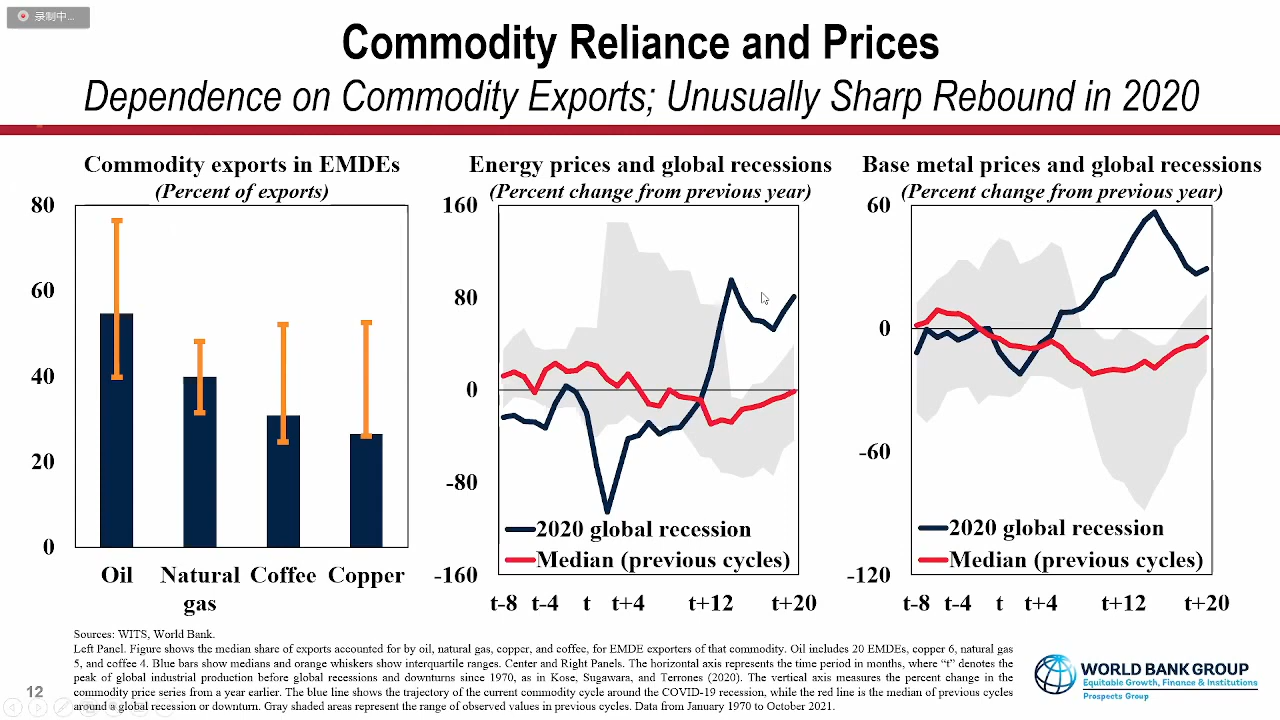 录制中...
Commodity Reliance and Prices
Dependence on Commodity Exports; Unusually Sharp Rebound in 2020
Commodity exports in EMDEs
(Percent of exports)
80
60
40
20
0
Oil Natural gas Coffee Copper
Energy prices and global recessions
(Percent change from previous year)
160
80
0
-80
-160
2020 global recession
Median (previous cycles)
t-8 t-4 t t+4 t+12 t+20
Base metal prices and global recessions
(Percent change from previous year)
60
0
-60
-120
2020 global recession
Median (previous cycles)
t-8 t-4 t t+4 t+12 t+20
Sources: WITS, World Bank.
Left Panel. Figure shows the median share of exports accounted for by oil, natural gas, copper, and coffee, for EMDE exporters of that commodity. Oil includes 20 EMDEs, copper 6, natural gas
5, and coffee 4. Blue bars show medians and orange whiskers show interquartile ranges. Center and Right Panels. The horizontal axis represents the time period in months, where “t” denotes the
peak of global industrial production before global recessions and downturns since 1970, as in Kose, Sugawara, and Terrones (2020). The vertical axis measures the percent change in the
commodity price series from a year earlier. The blue line shows the trajectory of the current commodity cycle around the COVID-19 recession, while the red line is the median of previous cycles
around a global recession or downturn. Gray shaded areas represent the range of observed values in previous cycles. Data from January 1970 to October 2021.
12
WORLD BANK GROUP
Equitable Growth, Finance & Institutions
Prospects Group